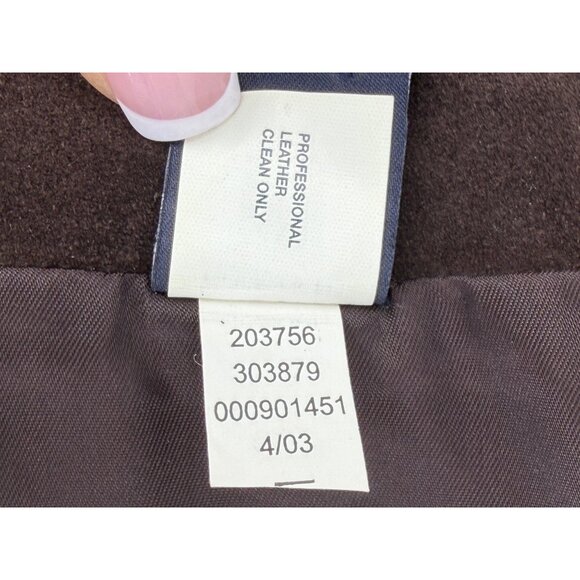 PROFESSIONAL
LEATHER
CLEAN ONLY
203756
303879
000901451
4/03